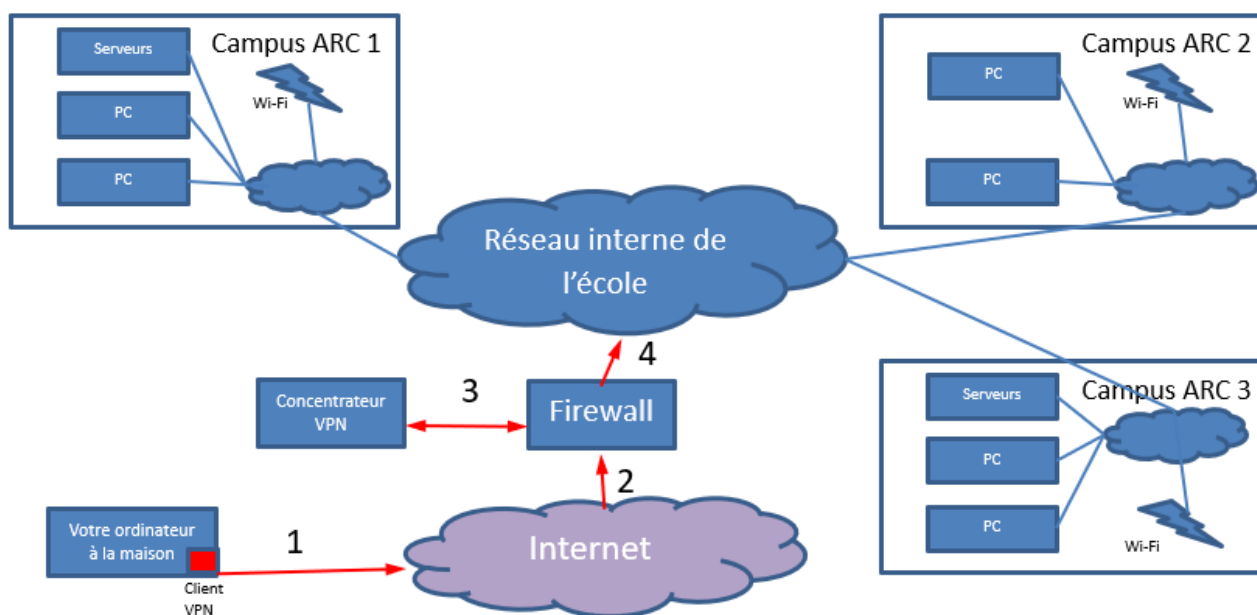 Campus ARC 1
Serveurs
Wi-Fi
PC
PC
Campus ARC 2
PC
Wi-Fi
PC
Réseau interne de
l'école
4
Concentrateur
VPN
3
Firewall
2
Votre ordinateur
à la maison
1
Client
VPN
Internet
Campus ARC 3
Serveurs
PC
PC
Wi-Fi